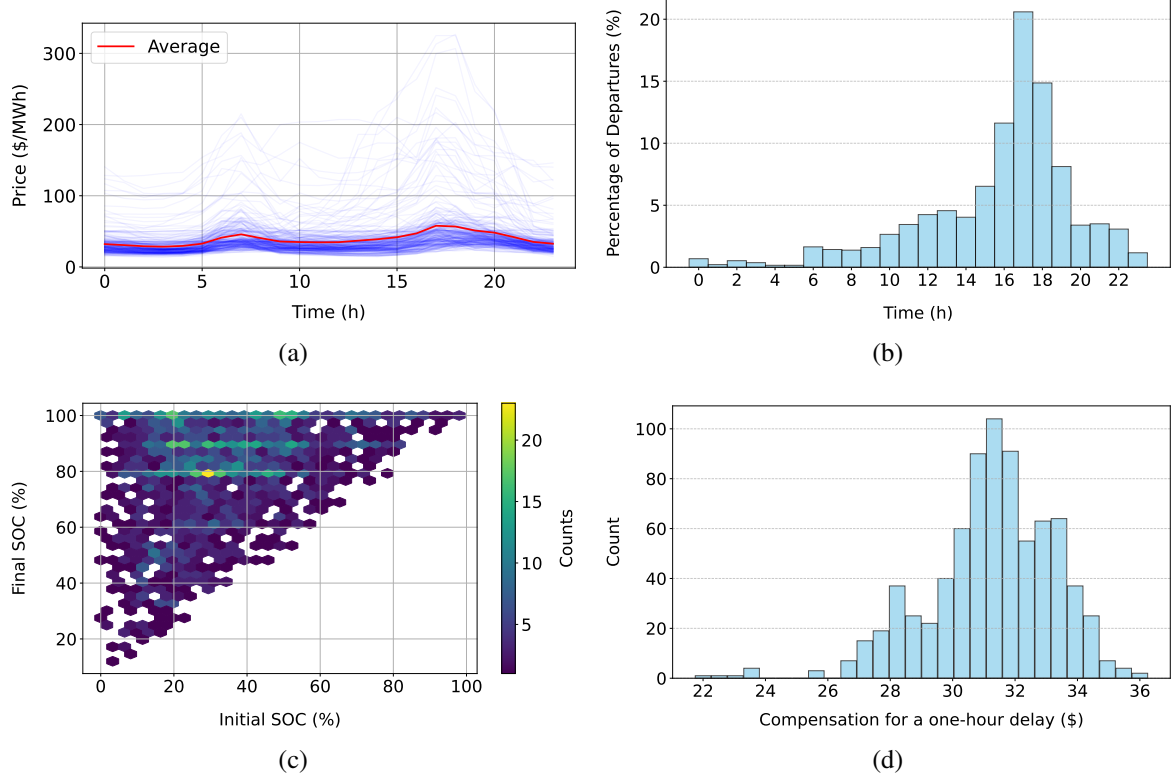 Average
Price ($/MWh)
300
200
100
0
0 5 10 15 20
Time (h)
(a)
Percentage of Departures (%)
20
15
10
5
0
0 2 4 6 8 10 12 14 16 18 20 22
Time (h)
(b)
Final SOC (%)
100
80
60
40
20
0 20 40 60 80 100
Initial SOC (%)
20
15
10
5
Counts
(c)
Count
100
80
60
40
20
0
22 24 26 28 30 32 34 36
Compensation for a one-hour delay ($)
(d)